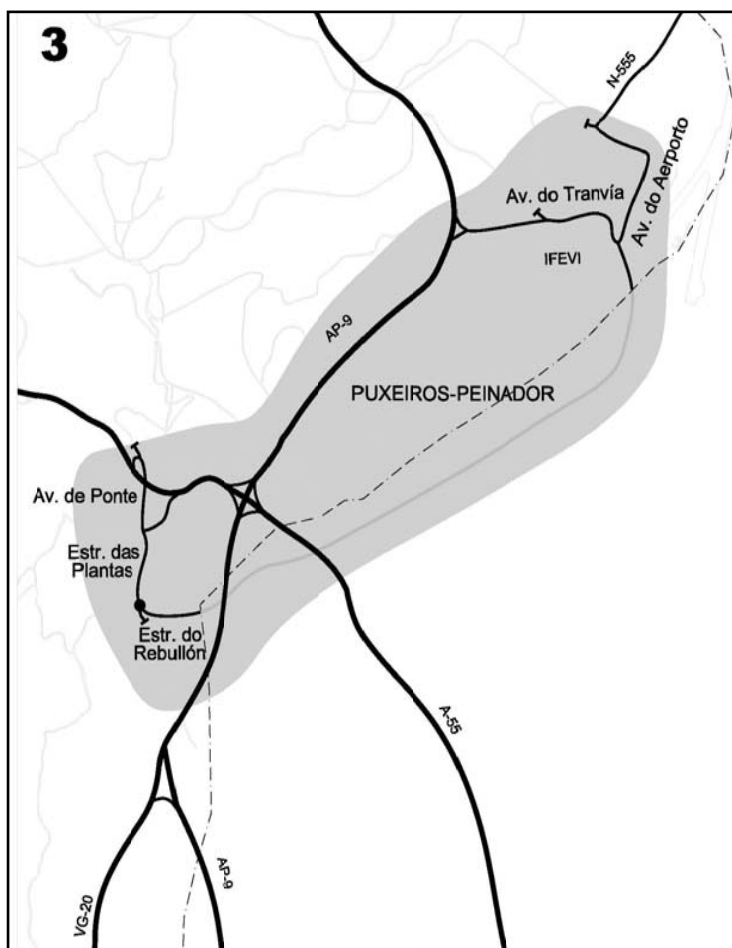 3
N-555
Av. do Aerporto
Av. do Tranvía
IFEVI
AP-9
PUXEIROS-PEINADOR
Av. de Ponte
Estr. das
Plantas
Estr. do
Rebullón
A-55
AP-9
VG-20